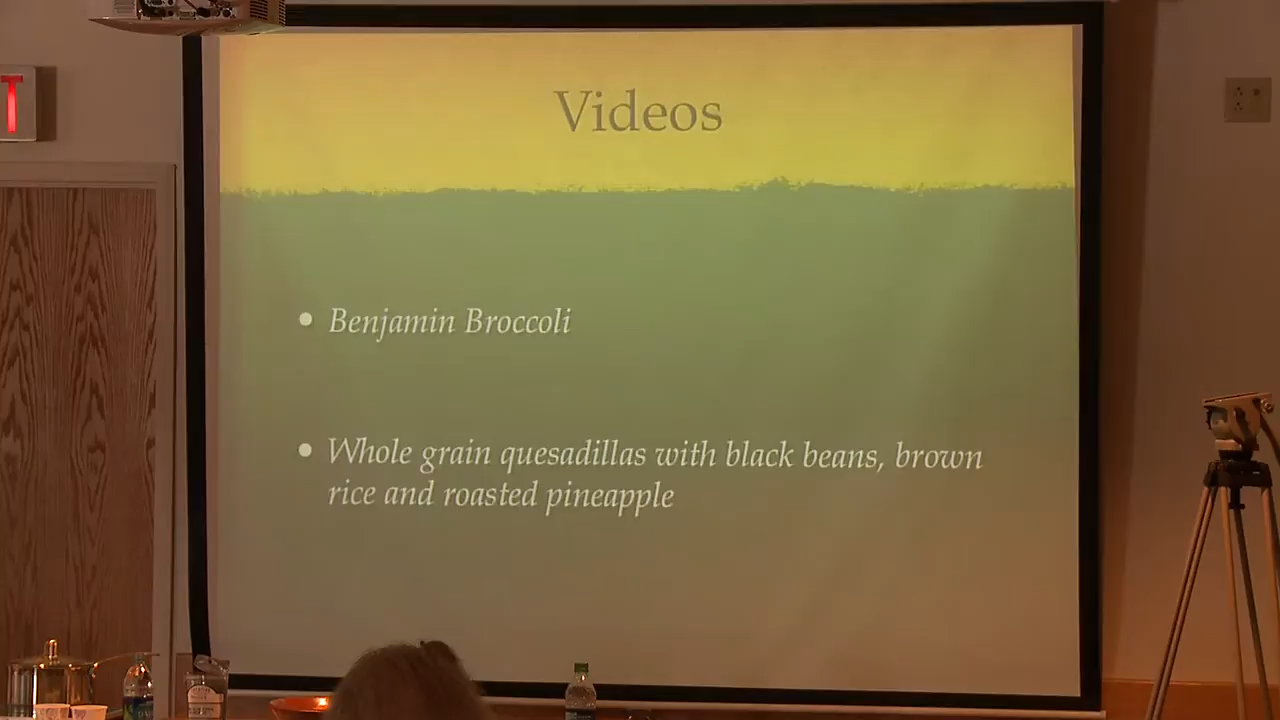 T
Videos
• Benjamin Broccoli
• Whole grain quesadillas with black beans, brown
rice and roasted pineapple